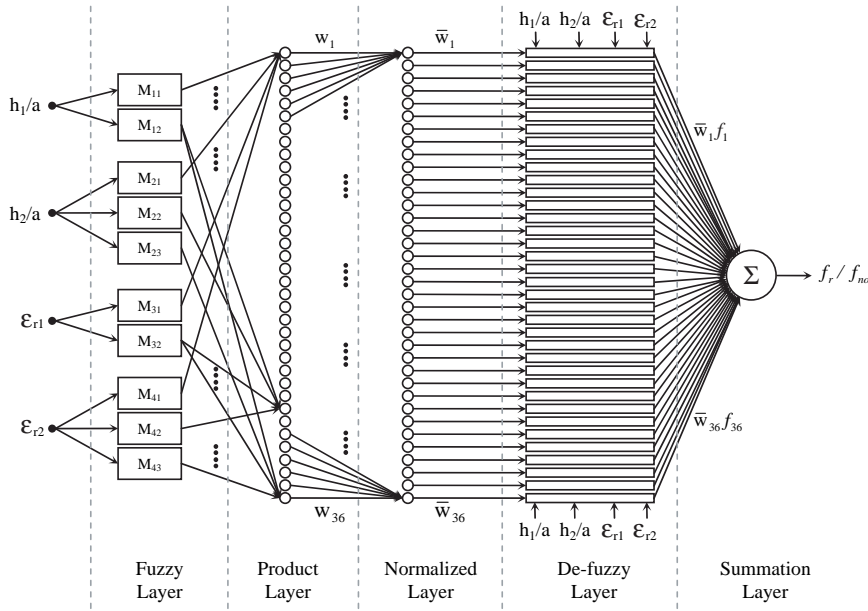 h₁/a h₂/a εr1 εr2
w₁ w̄₁
M₁₁
h₁/a
M₁₂
w̄₁f₁
M₂₁
h₂/a
M₂₂
M₂₃
Σ fr / fno
M₃₁
εr1
M₃₂
M₄₁
εr2
M₄₂
w̄₃₆f₃₆
M₄₃
w₃₆ w̄₃₆
h₁/a h₂/a εr1 εr2
Fuzzy Layer
Product Layer
Normalized Layer
De-fuzzy Layer
Summation Layer